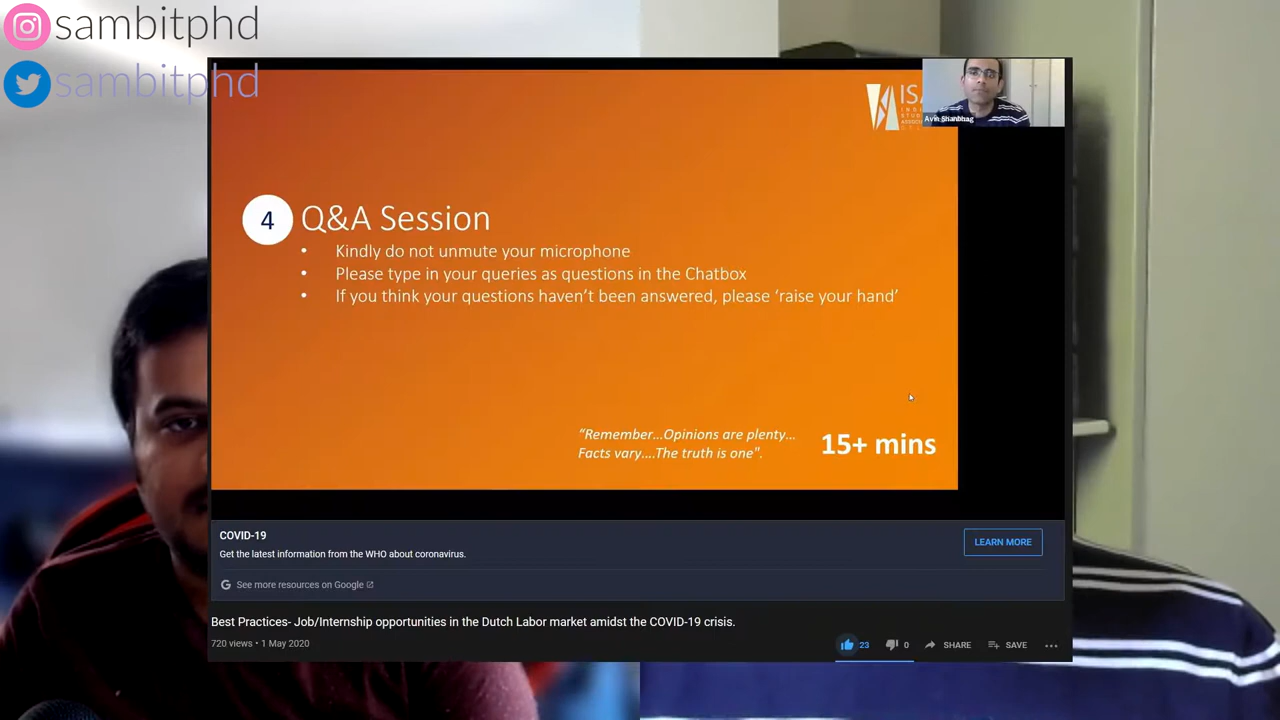 sambitphd
sambitphd
Avin Shanbhag
4 Q&A Session
• Kindly do not unmute your microphone
• Please type in your queries as questions in the Chatbox
• If you think your questions haven't been answered, please 'raise your hand'
"Remember...Opinions are plenty...
Facts vary....The truth is one".
15+ mins
COVID-19
Get the latest information from the WHO about coronavirus.
LEARN MORE
See more resources on Google
Best Practices- Job/Internship opportunities in the Dutch Labor market amidst the COVID-19 crisis.
720 views • 1 May 2020
23 0 SHARE SAVE